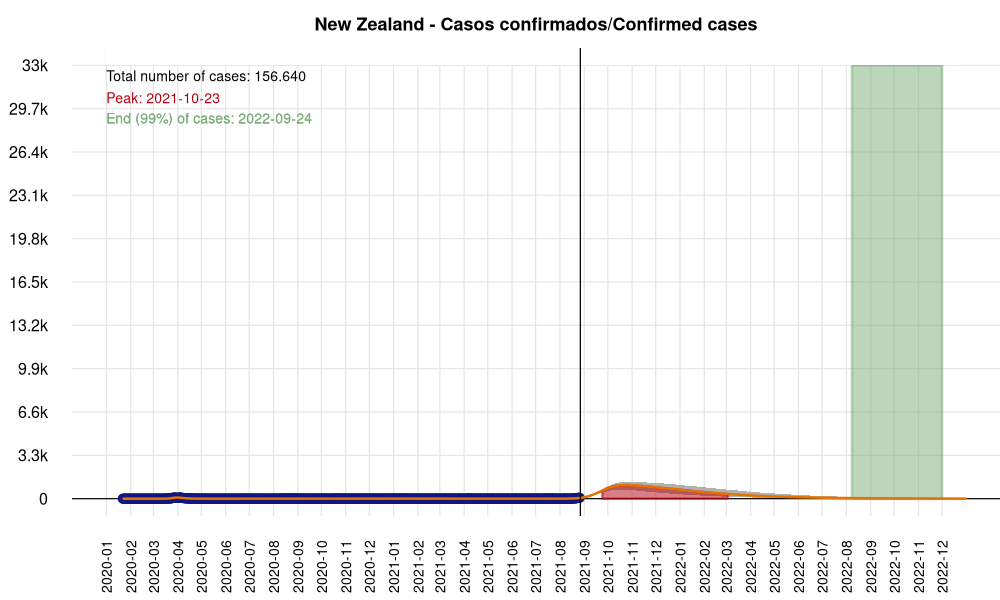 New Zealand - Casos confirmados/Confirmed cases
Total number of cases: 156.640
Peak: 2021-10-23
End (99%) of cases: 2022-09-24
33k
29.7k
26.4k
23.1k
19.8k
16.5k
13.2k
9.9k
6.6k
3.3k
0
2020-01
2020-02
2020-03
2020-04
2020-05
2020-06
2020-07
2020-08
2020-09
2020-10
2020-11
2020-12
2021-01
2021-02
2021-03
2021-04
2021-05
2021-06
2021-07
2021-08
2021-09
2021-10
2021-11
2021-12
2022-01
2022-02
2022-03
2022-04
2022-05
2022-06
2022-07
2022-08
2022-09
2022-10
2022-11
2022-12